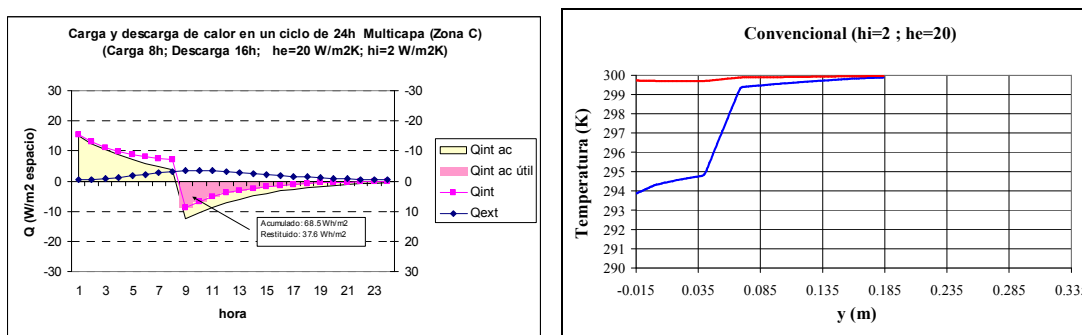 Carga y descarga de calor en un ciclo de 24h Multicapa (Zona C)
(Carga 8h; Descarga 16h; he=20 W/m2K; hi=2 W/m2K)
Q (W/m2 espacio)
30
20
10
0
-10
-20
-30
-30
-20
-10
0
10
20
30
1 3 5 7 9 11 13 15 17 19 21 23
hora
Acumulado: 68.5Wh/m2
Restituido: 37.6 Wh/m2
Qint ac
Qint ac útil
Qint
Qext
Convencional (hi=2 ; he=20)
Temperatura (K)
300
299
298
297
296
295
294
293
292
291
290
-0.015 0.035 0.085 0.135 0.185 0.235 0.285 0.335
y (m)